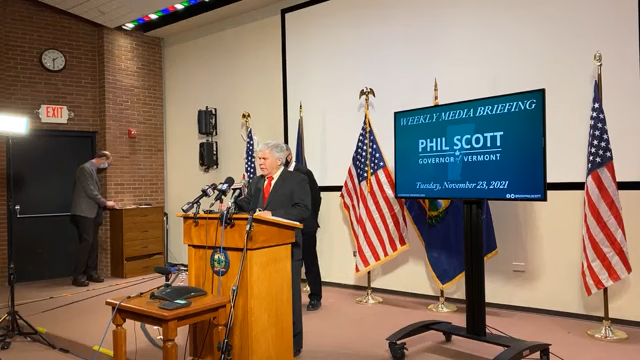 EXIT
WEEKLY MEDIA BRIEFING
PHIL SCOTT
GOVERNOR of VERMONT
Tuesday, November 23, 2021